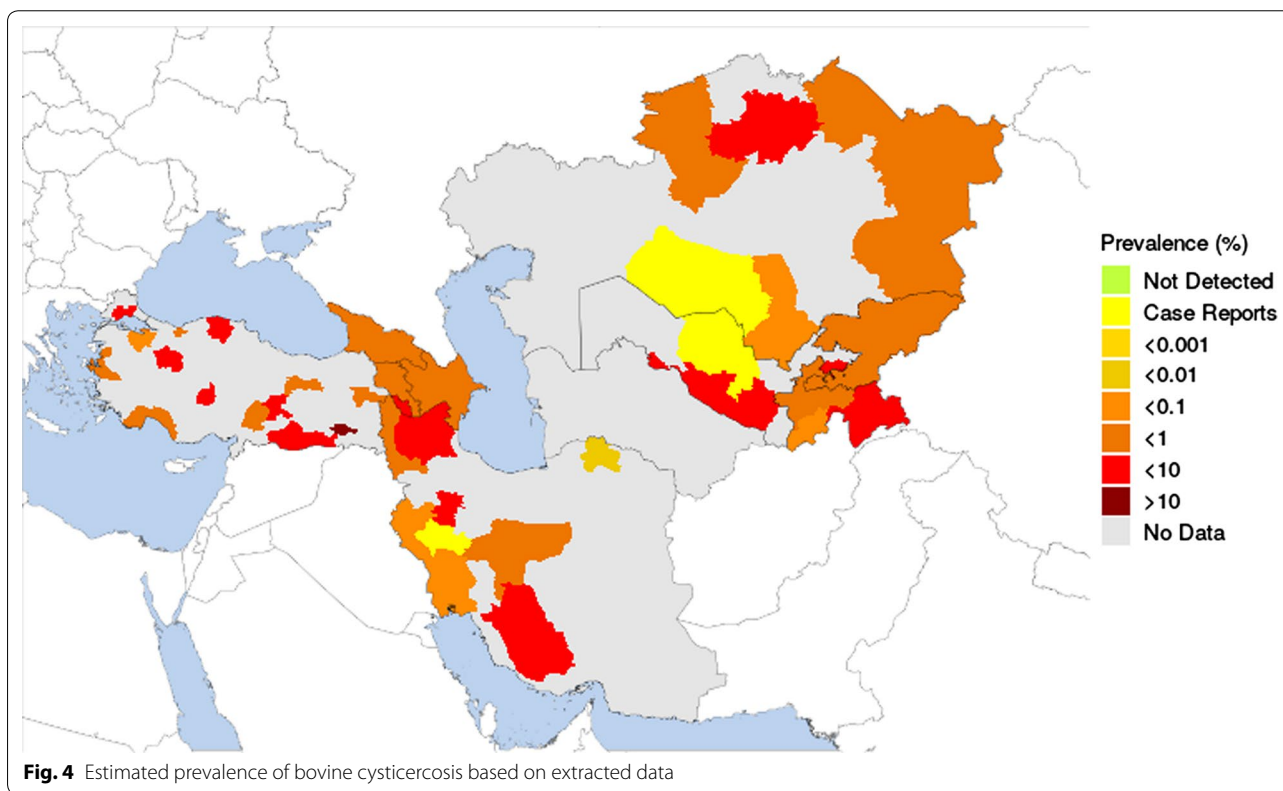 Prevalence (%)
Not Detected
Case Reports
<0.001
<0.01
<0.1
<1
<10
>10
No Data
Fig. 4 Estimated prevalence of bovine cysticercosis based on extracted data